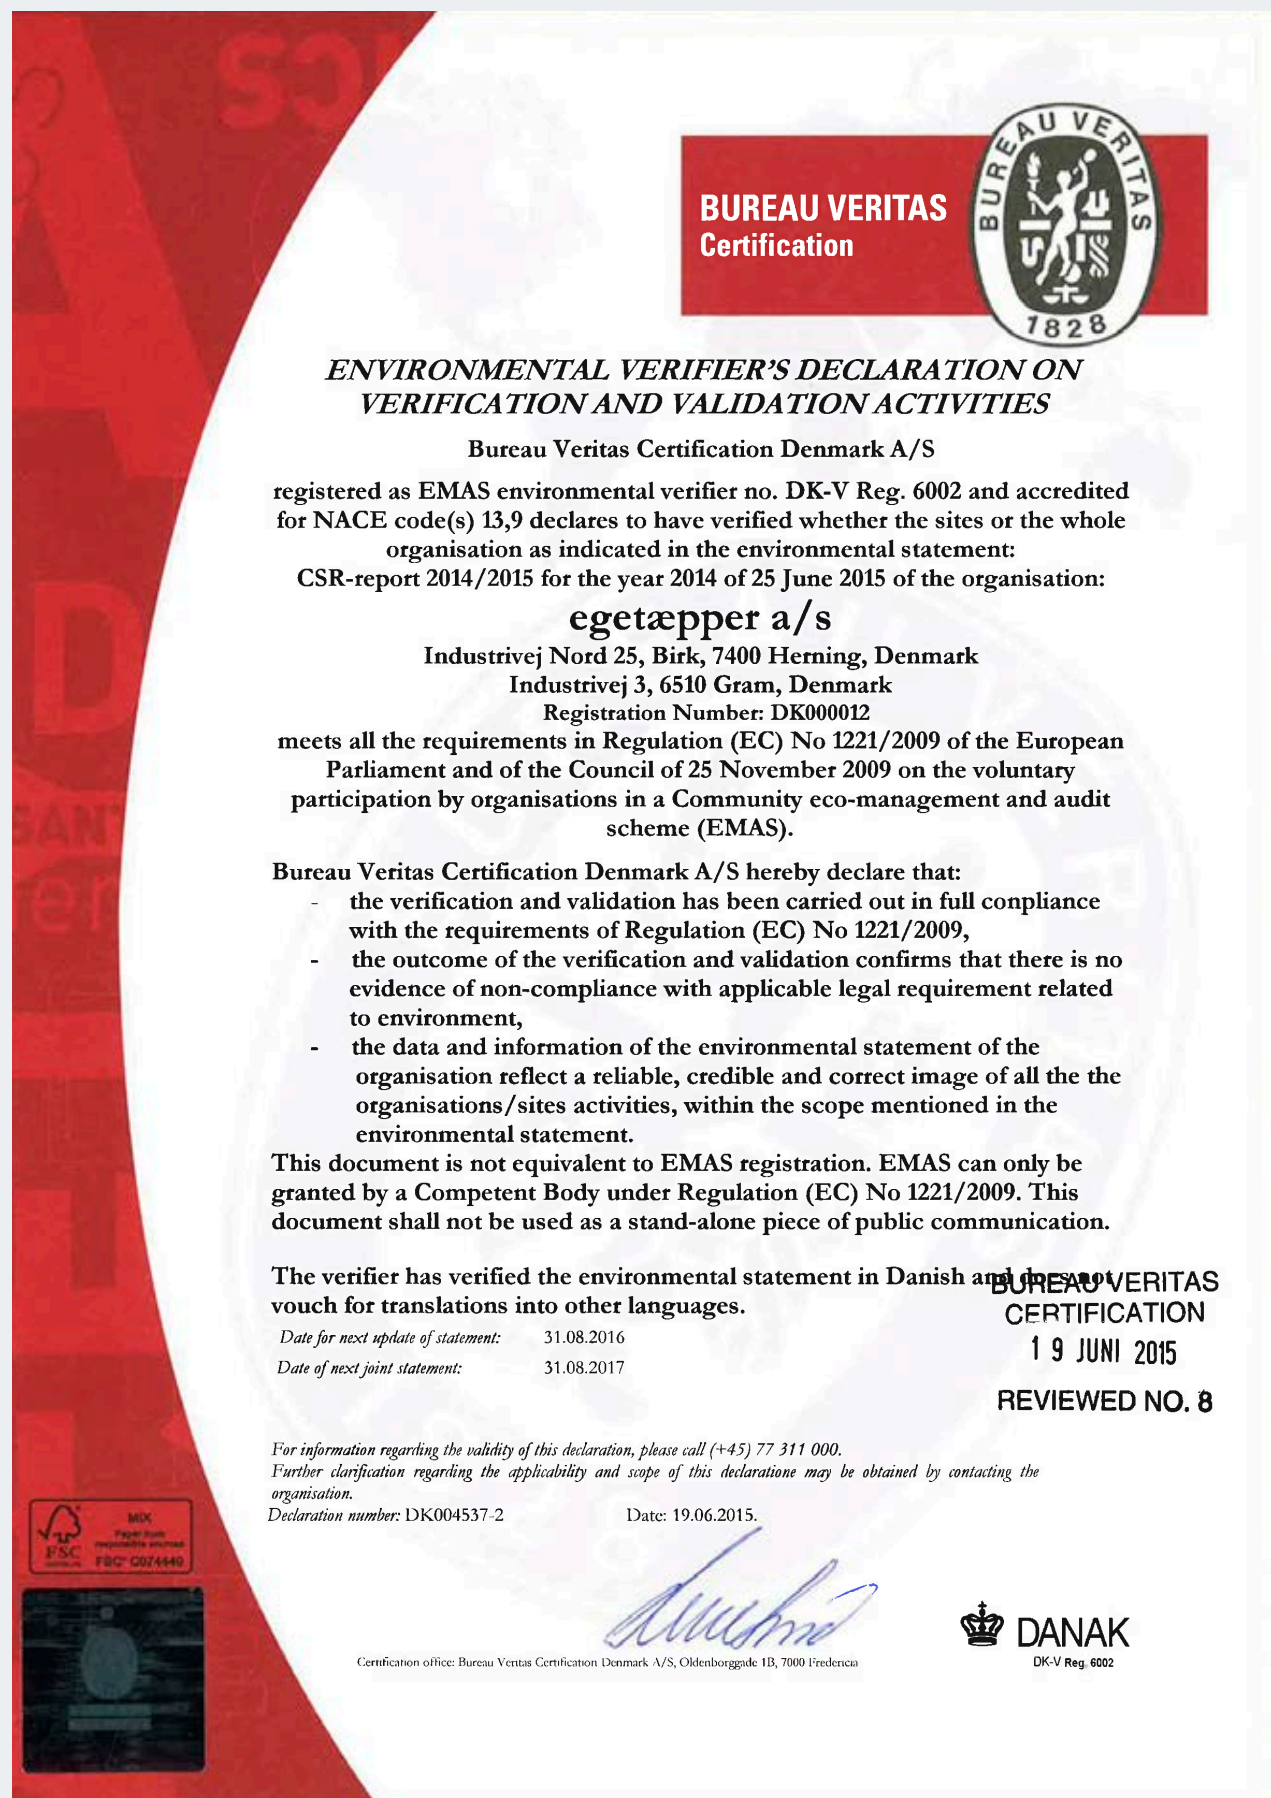 BUREAU VERITAS
Certification
BUREAU VERITAS
1828
ENVIRONMENTAL VERIFIER'S DECLARATION ON
VERIFICATION AND VALIDATION ACTIVITIES
Bureau Veritas Certification Denmark A/S
registered as EMAS environmental verifier no. DK-V Reg. 6002 and accredited
for NACE code(s) 13,9 declares to have verified whether the sites or the whole
organisation as indicated in the environmental statement:
CSR-report 2014/2015 for the year 2014 of 25 June 2015 of the organisation:
egetæpper a/s
Industrivej Nord 25, Birk, 7400 Herning, Denmark
Industrivej 3, 6510 Gram, Denmark
Registration Number: DK000012
meets all the requirements in Regulation (EC) No 1221/2009 of the European
Parliament and of the Council of 25 November 2009 on the voluntary
participation by organisations in a Community eco-management and audit
scheme (EMAS).
Bureau Veritas Certification Denmark A/S hereby declare that:
- the verification and validation has been carried out in full conpliance
with the requirements of Regulation (EC) No 1221/2009,
- the outcome of the verification and validation confirms that there is no
evidence of non-compliance with applicable legal requirement related
to environment,
- the data and information of the environmental statement of the
organisation reflect a reliable, credible and correct image of all the the
organisations/sites activities, within the scope mentioned in the
environmental statement.
This document is not equivalent to EMAS registration. EMAS can only be
granted by a Competent Body under Regulation (EC) No 1221/2009. This
document shall not be used as a stand-alone piece of public communication.
The verifier has verified the environmental statement in Danish and does not
vouch for translations into other languages.
BUREAU VERITAS
CERTIFICATION
19 JUNI 2015
REVIEWED NO. 8
Date for next update of statement: 31.08.2016
Date of next joint statement: 31.08.2017
For information regarding the validity of this declaration, please call (+45) 77 311 000.
Further clarification regarding the applicability and scope of this declaratione may be obtained by contacting the
organisation.
Declaration number: DK004537-2 Date: 19.06.2015.
MIX
Paper from
responsible sources
FSC® C074440
FSC
DANAK
DK-V Reg. 6002
Certification office: Bureau Veritas Certification Denmark A/S, Oldenborggade 1B, 7000 Fredericia